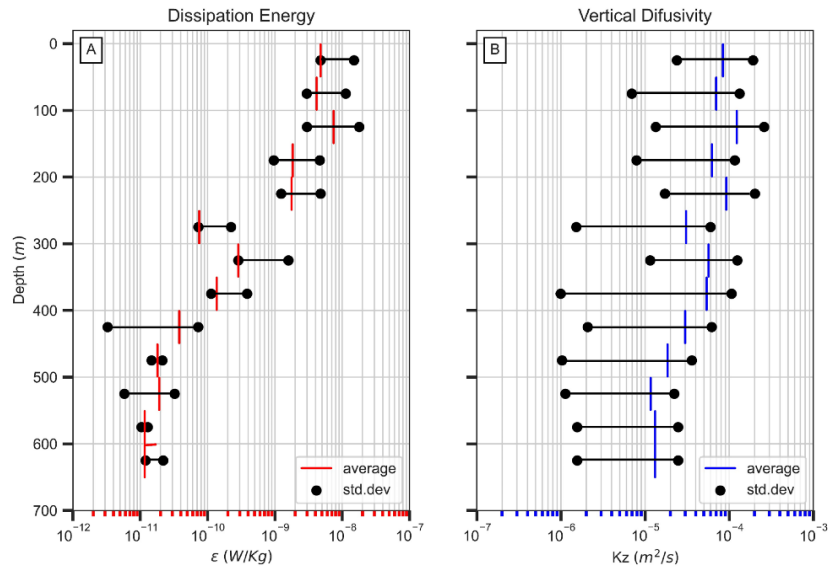 Dissipation Energy
Vertical Difusivity
A
B
0
100
200
300
400
500
600
700
Depth (m)
average
std.dev
average
std.dev
10⁻¹² 10⁻¹¹ 10⁻¹⁰ 10⁻⁹ 10⁻⁸ 10⁻⁷
10⁻⁷ 10⁻⁶ 10⁻⁵ 10⁻⁴ 10⁻³
ε (W/Kg)
Kz (m²/s)